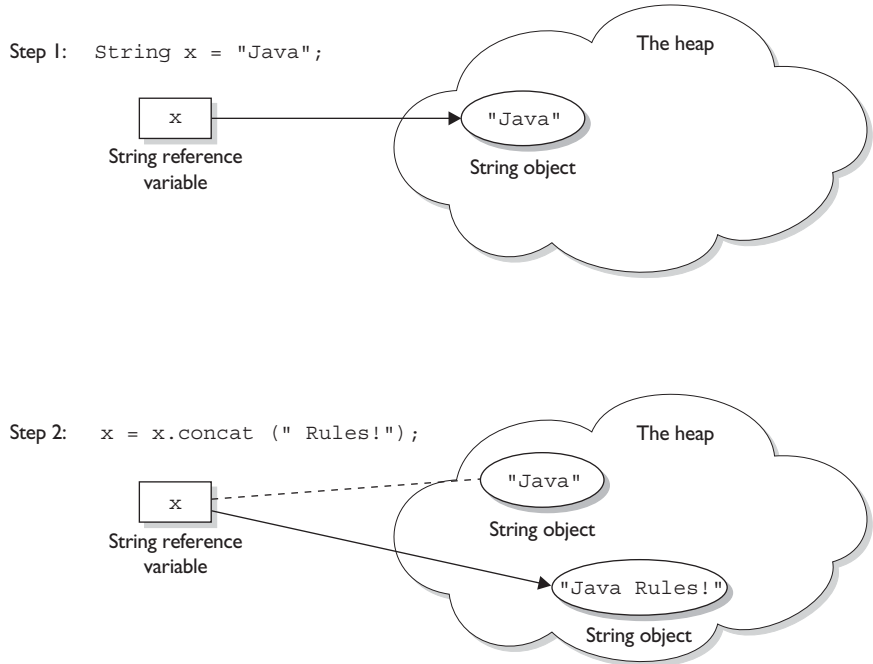 The heap
Step 1: String x = "Java";
x
"Java"
String reference
variable
String object
Step 2: x = x.concat (" Rules!");
The heap
x
"Java"
String reference
variable
String object
"Java Rules!"
String object